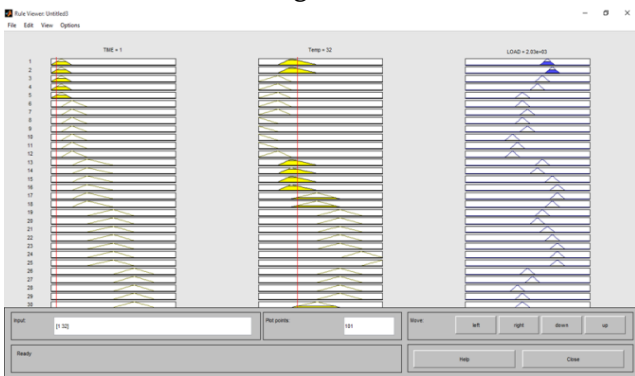 Rule Viewer: Untitled3
File Edit View Options
TIME = 1
Temp = 32
LOAD = 2.03e+03
1
2
3
4
5
6
7
8
9
10
11
12
13
14
15
16
17
18
19
20
21
22
23
24
25
26
27
28
29
30
Input:
[1 32]
Plot points:
101
Move:
left
right
down
up
Ready
Help
Close